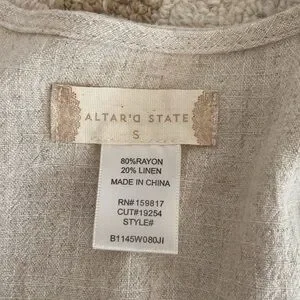 ALTAR'D STATE
S
80%RAYON
20% LINEN
MADE IN CHINA
RN#159817
CUT#19254
STYLE#
B1145W080JI